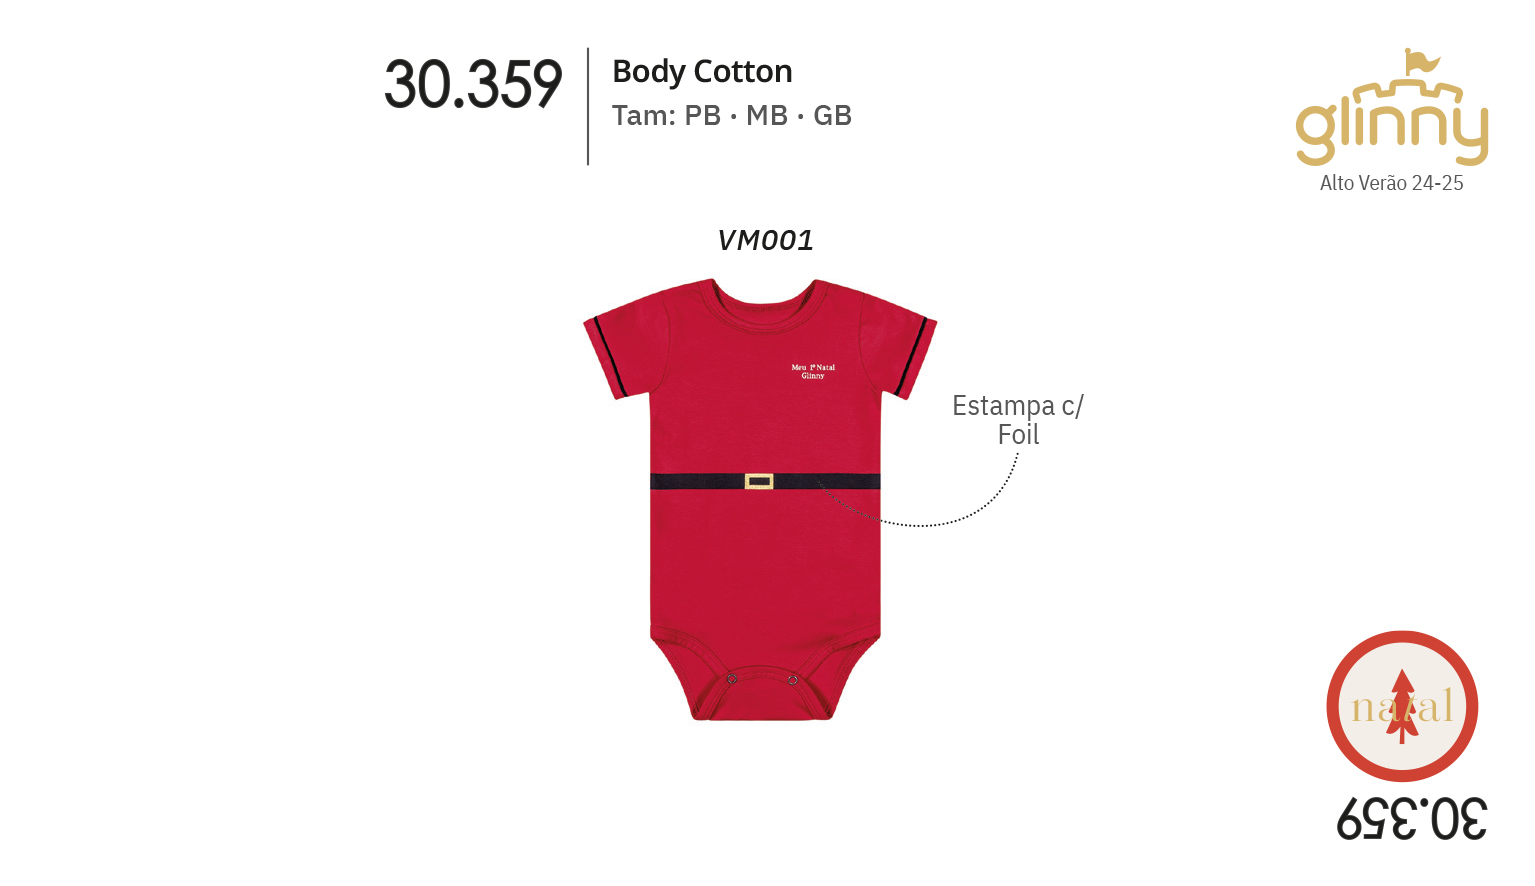 30.359
Body Cotton
Tam: PB · MB · GB
glinny
Alto Verão 24-25
VM001
Meu 1º Natal
Glinny
Estampa c/
Foil
natal
30.359